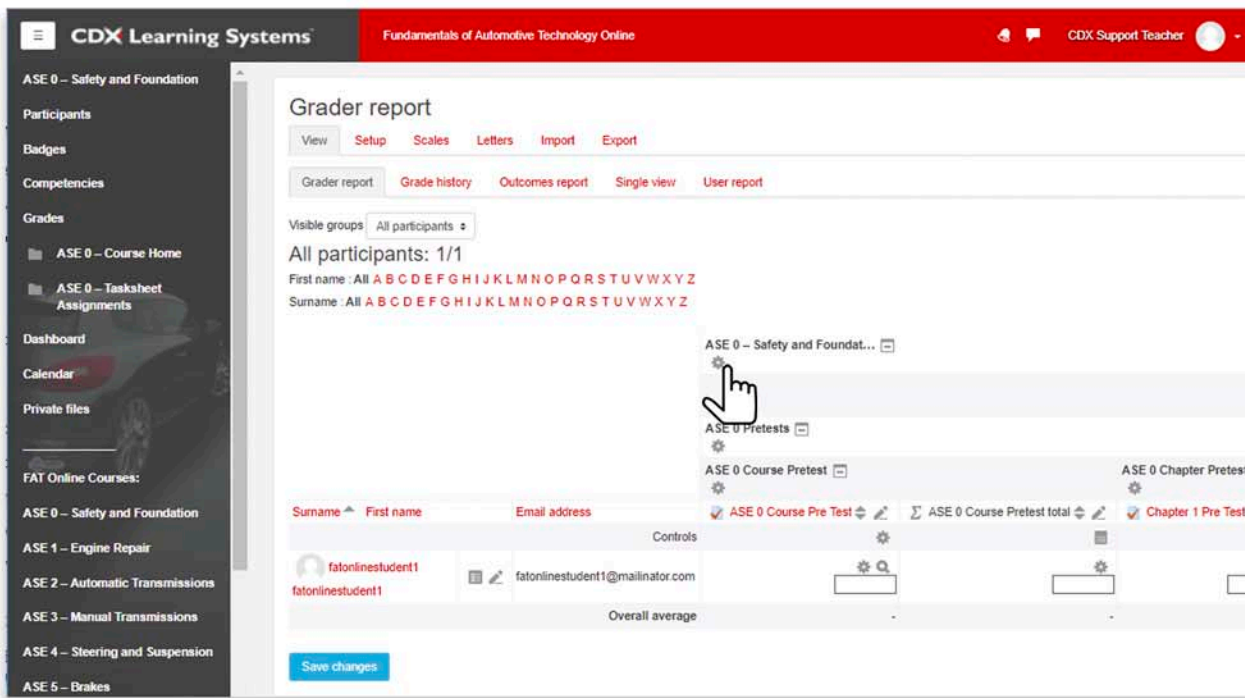 CDX Learning Systems
Fundamentals of Automotive Technology Online
CDX Support Teacher
ASE 0 – Safety and Foundation
Participants
Badges
Competencies
Grades
ASE 0 – Course Home
ASE 0 – Tasksheet
Assignments
Dashboard
Calendar
Private files
FAT Online Courses:
ASE 0 – Safety and Foundation
ASE 1 – Engine Repair
ASE 2 – Automatic Transmissions
ASE 3 – Manual Transmissions
ASE 4 – Steering and Suspension
ASE 5 – Brakes
Grader report
View Setup Scales Letters Import Export
Grader report Grade history Outcomes report Single view User report
Visible groups All participants
All participants: 1/1
First name : All A B C D E F G H I J K L M N O P Q R S T U V W X Y Z
Surname : All A B C D E F G H I J K L M N O P Q R S T U V W X Y Z
ASE 0 – Safety and Foundat...
ASE 0 Pretests
ASE 0 Course Pretest ASE 0 Chapter Pretest
Surname First name Email address ASE 0 Course Pre Test Σ ASE 0 Course Pretest total Chapter 1 Pre Test
Controls
fatonlinestudent1
fatonlinestudent1
fatonlinestudent1@mailinator.com
Overall average - -
Save changes